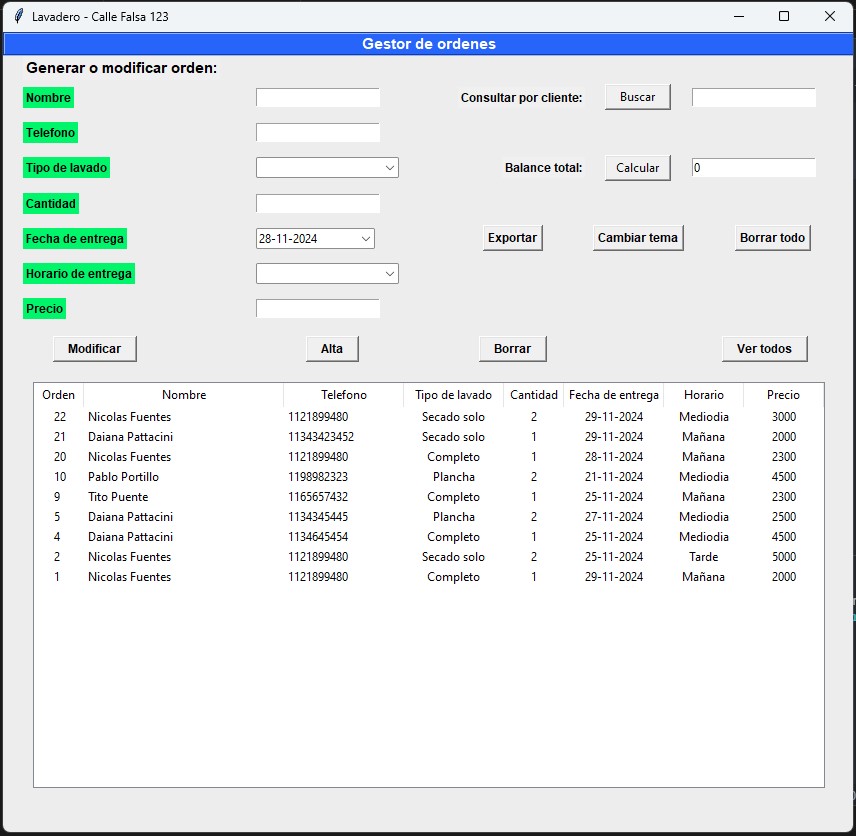 Lavadero - Calle Falsa 123
Gestor de ordenes
Generar o modificar orden:
Nombre Consultar por cliente: Buscar
Telefono
Tipo de lavado Balance total: Calcular 0
Cantidad
Fecha de entrega 28-11-2024 Exportar Cambiar tema Borrar todo
Horario de entrega
Precio
Modificar Alta Borrar Ver todos
Orden Nombre Telefono Tipo de lavado Cantidad Fecha de entrega Horario Precio
22 Nicolas Fuentes 1121899480 Secado solo 2 29-11-2024 Mediodia 3000
21 Daiana Pattacini 11343423452 Secado solo 1 29-11-2024 Mañana 2000
20 Nicolas Fuentes 1121899480 Completo 1 28-11-2024 Mañana 2300
10 Pablo Portillo 1198982323 Plancha 2 21-11-2024 Mediodia 4500
9 Tito Puente 1165657432 Completo 1 25-11-2024 Mañana 2300
5 Daiana Pattacini 1134345445 Plancha 2 27-11-2024 Mediodia 2500
4 Daiana Pattacini 1134645454 Completo 1 25-11-2024 Mediodia 4500
2 Nicolas Fuentes 1121899480 Secado solo 2 25-11-2024 Tarde 5000
1 Nicolas Fuentes 1121899480 Completo 1 29-11-2024 Mañana 2000